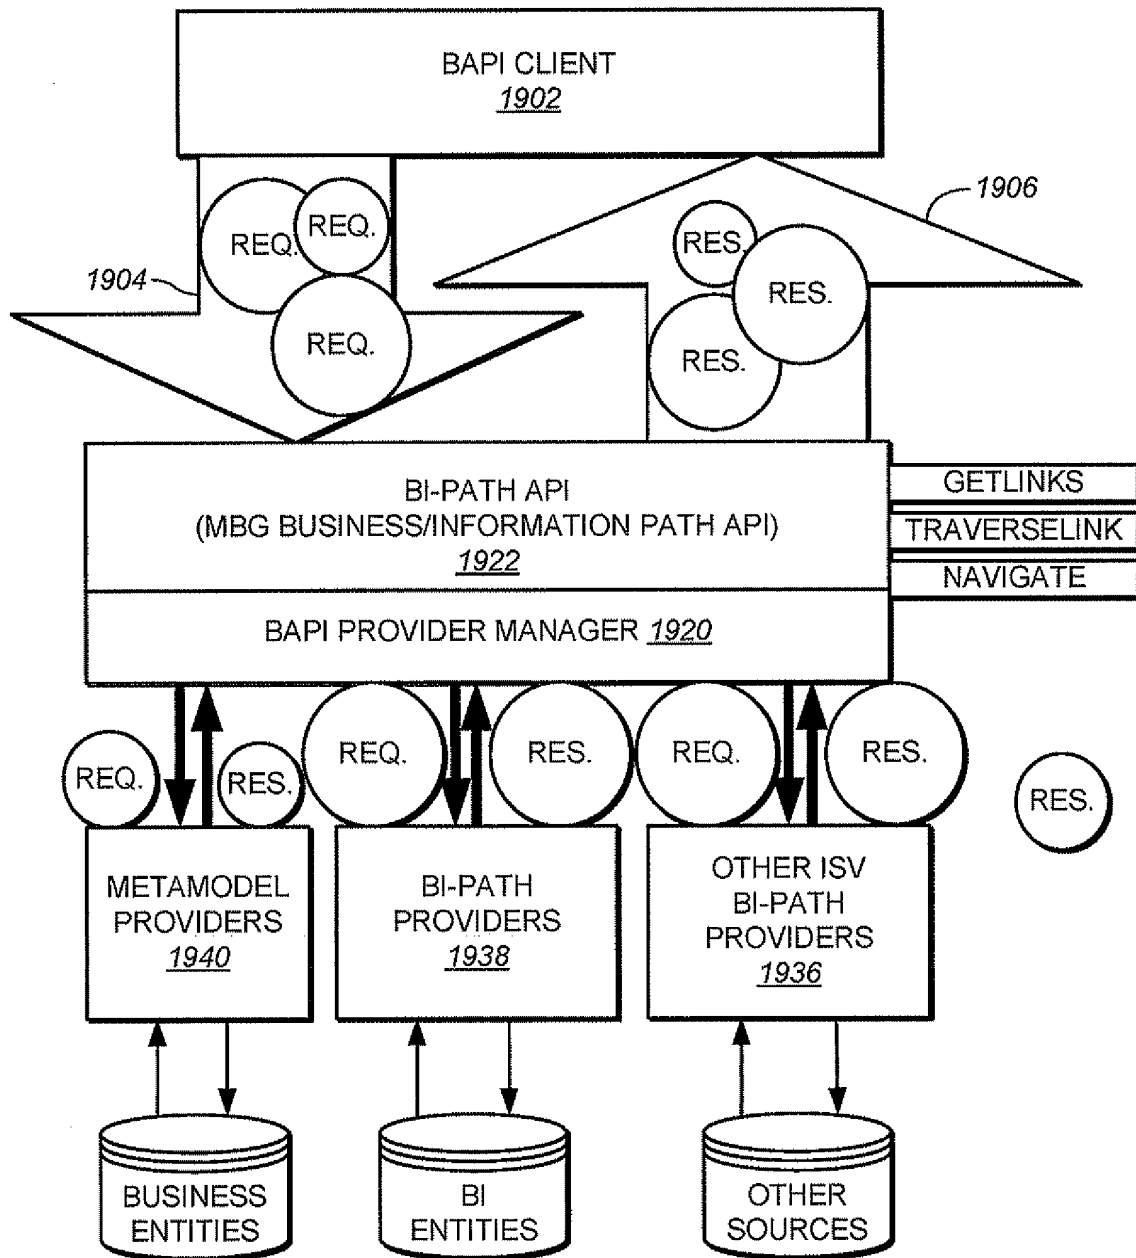 BAPI CLIENT
1902
1906
REQ.
REQ.
RES.
1904
RES.
REQ.
RES.
BI-PATH API
(MBG BUSINESS/INFORMATION PATH API)
1922
GETLINKS
TRAVERSELINK
NAVIGATE
BAPI PROVIDER MANAGER 1920
REQ.
RES.
REQ.
RES.
REQ.
RES.
RES.
METAMODEL
PROVIDERS
1940
BI-PATH
PROVIDERS
1938
OTHER ISV
BI-PATH
PROVIDERS
1936
BUSINESS
ENTITIES
BI
ENTITIES
OTHER
SOURCES